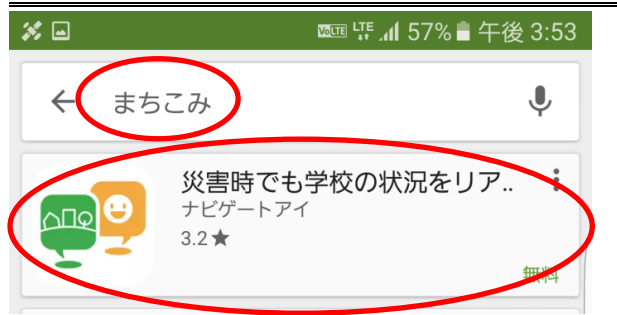 VoLTE LTE 57% 午後 3:53
まちこみ
災害時でも学校の状況をリア..
ナビゲートアイ
3.2★
無料